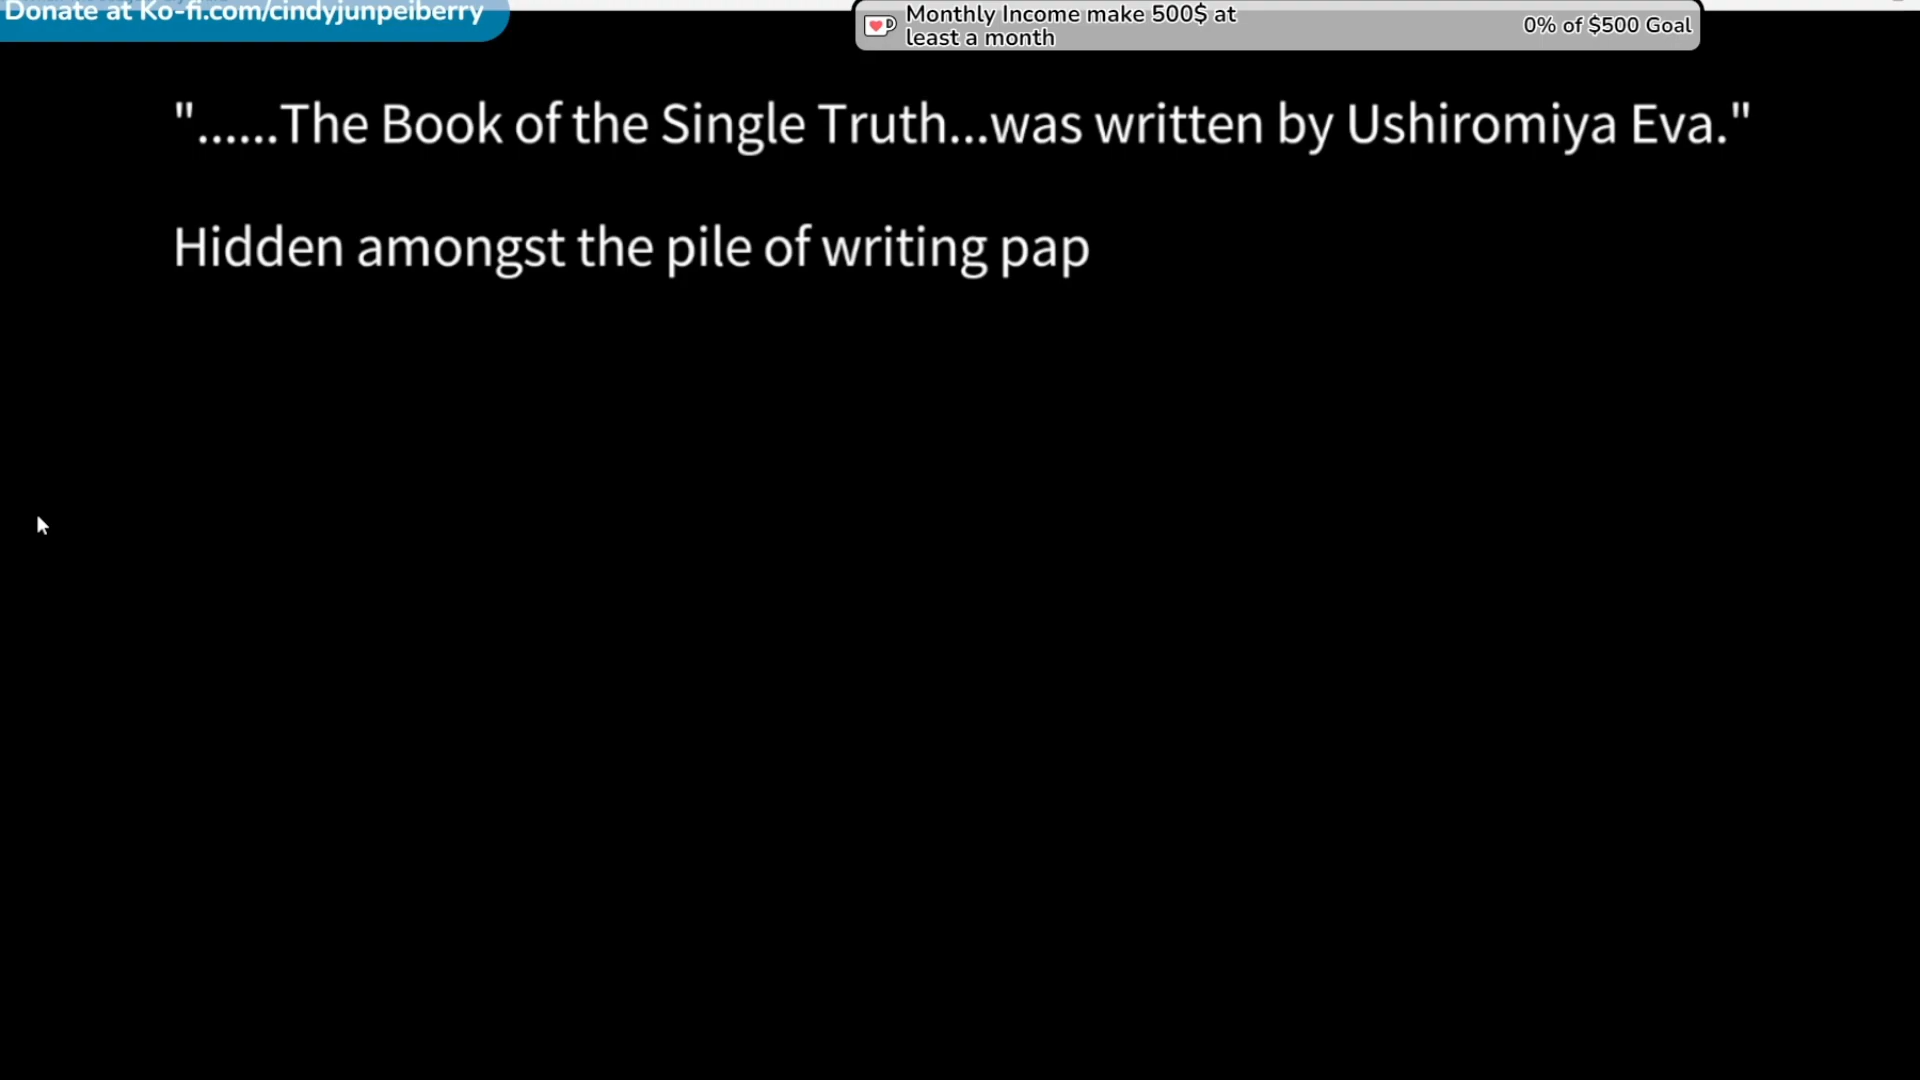 Donate at Ko-fi.com/cindyjunpeiberry
Monthly Income make 500$ at
least a month
0% of $500 Goal
"......The Book of the Single Truth...was written by Ushiromiya Eva."
Hidden amongst the pile of writing pap